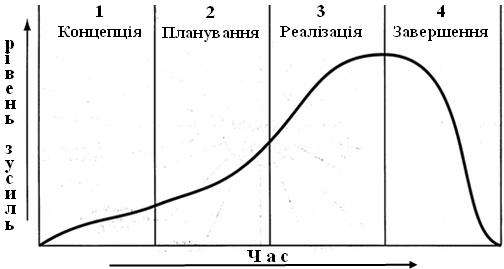 1
Концепція
2
Планування
3
Реалізація
4
Завершення
рівень зусиль
Час